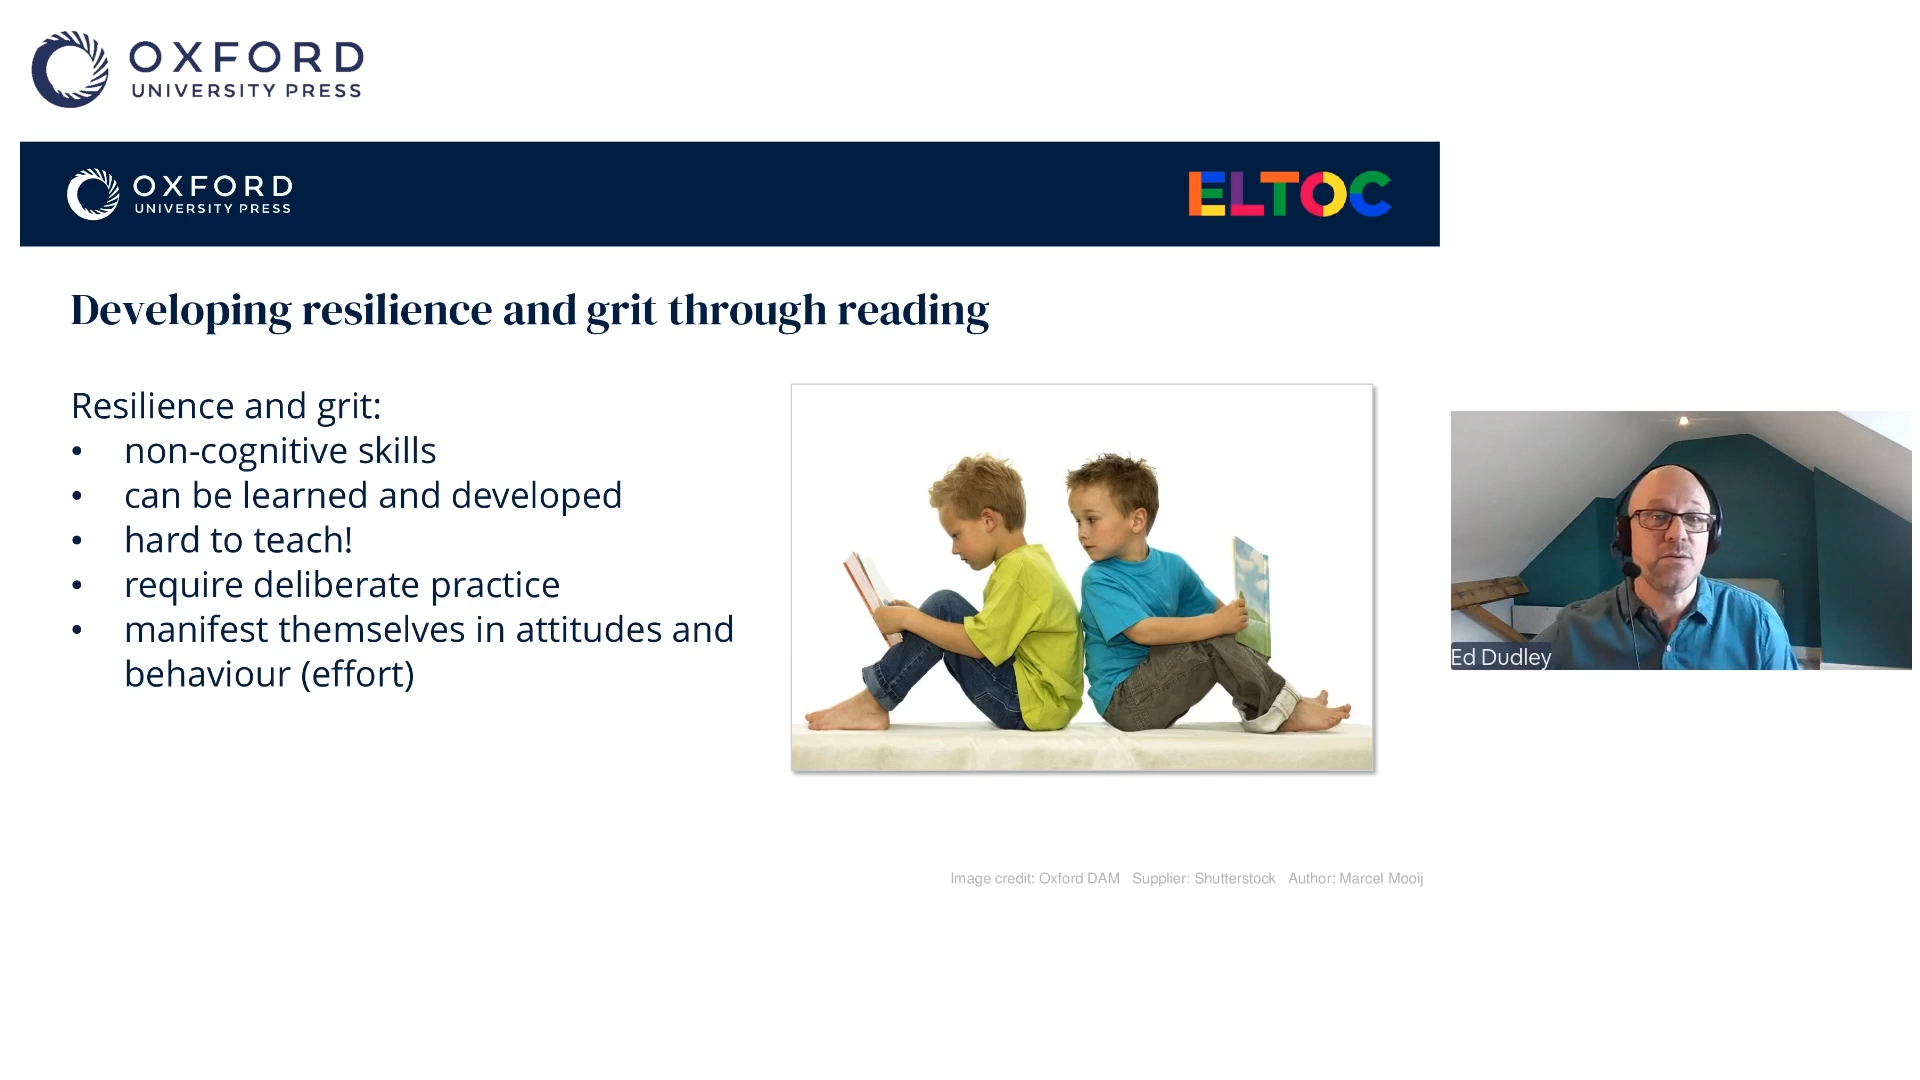 OXFORD
UNIVERSITY PRESS
OXFORD
UNIVERSITY PRESS
ELTOC
Developing resilience and grit through reading
Resilience and grit:
• non-cognitive skills
• can be learned and developed
• hard to teach!
• require deliberate practice
• manifest themselves in attitudes and
behaviour (effort)
Ed Dudley
Image credit: Oxford DAM Supplier: Shutterstock Author: Marcel Mooij